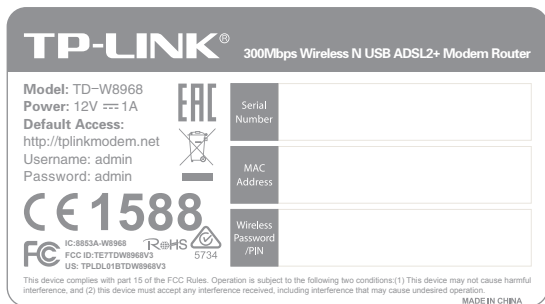 TP-LINK®
300Mbps Wireless N USB ADSL2+ Modem Router
Model: TD-W8968
Power: 12V ⎓ 1A
Default Access:
http://tplinkmodem.net
Username: admin
Password: admin
EAC
Serial
Number
MAC
Address
Wireless
Password
/PIN
CE 1588
FC
IC:8853A-W8968
FCC ID:TE7TDW8968V3
US: TPLDL01BTDW8968V3
RoHS
5734
This device complies with part 15 of the FCC Rules. Operation is subject to the following two conditions:(1) This device may not cause harmful
interference, and (2) this device must accept any interference received, including interference that may cause undesired operation.
MADE IN CHINA